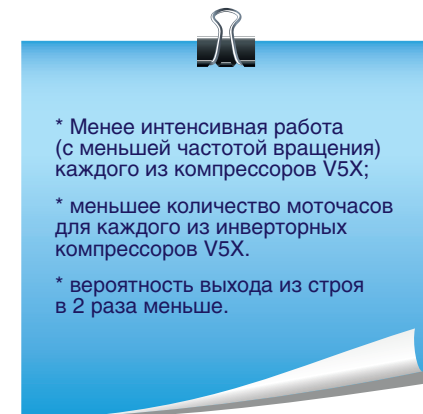 * Менее интенсивная работа
(с меньшей частотой вращения)
каждого из компрессоров V5X;
* меньшее количество моточасов
для каждого из инверторных
компрессоров V5X.
* вероятность выхода из строя
в 2 раза меньше.